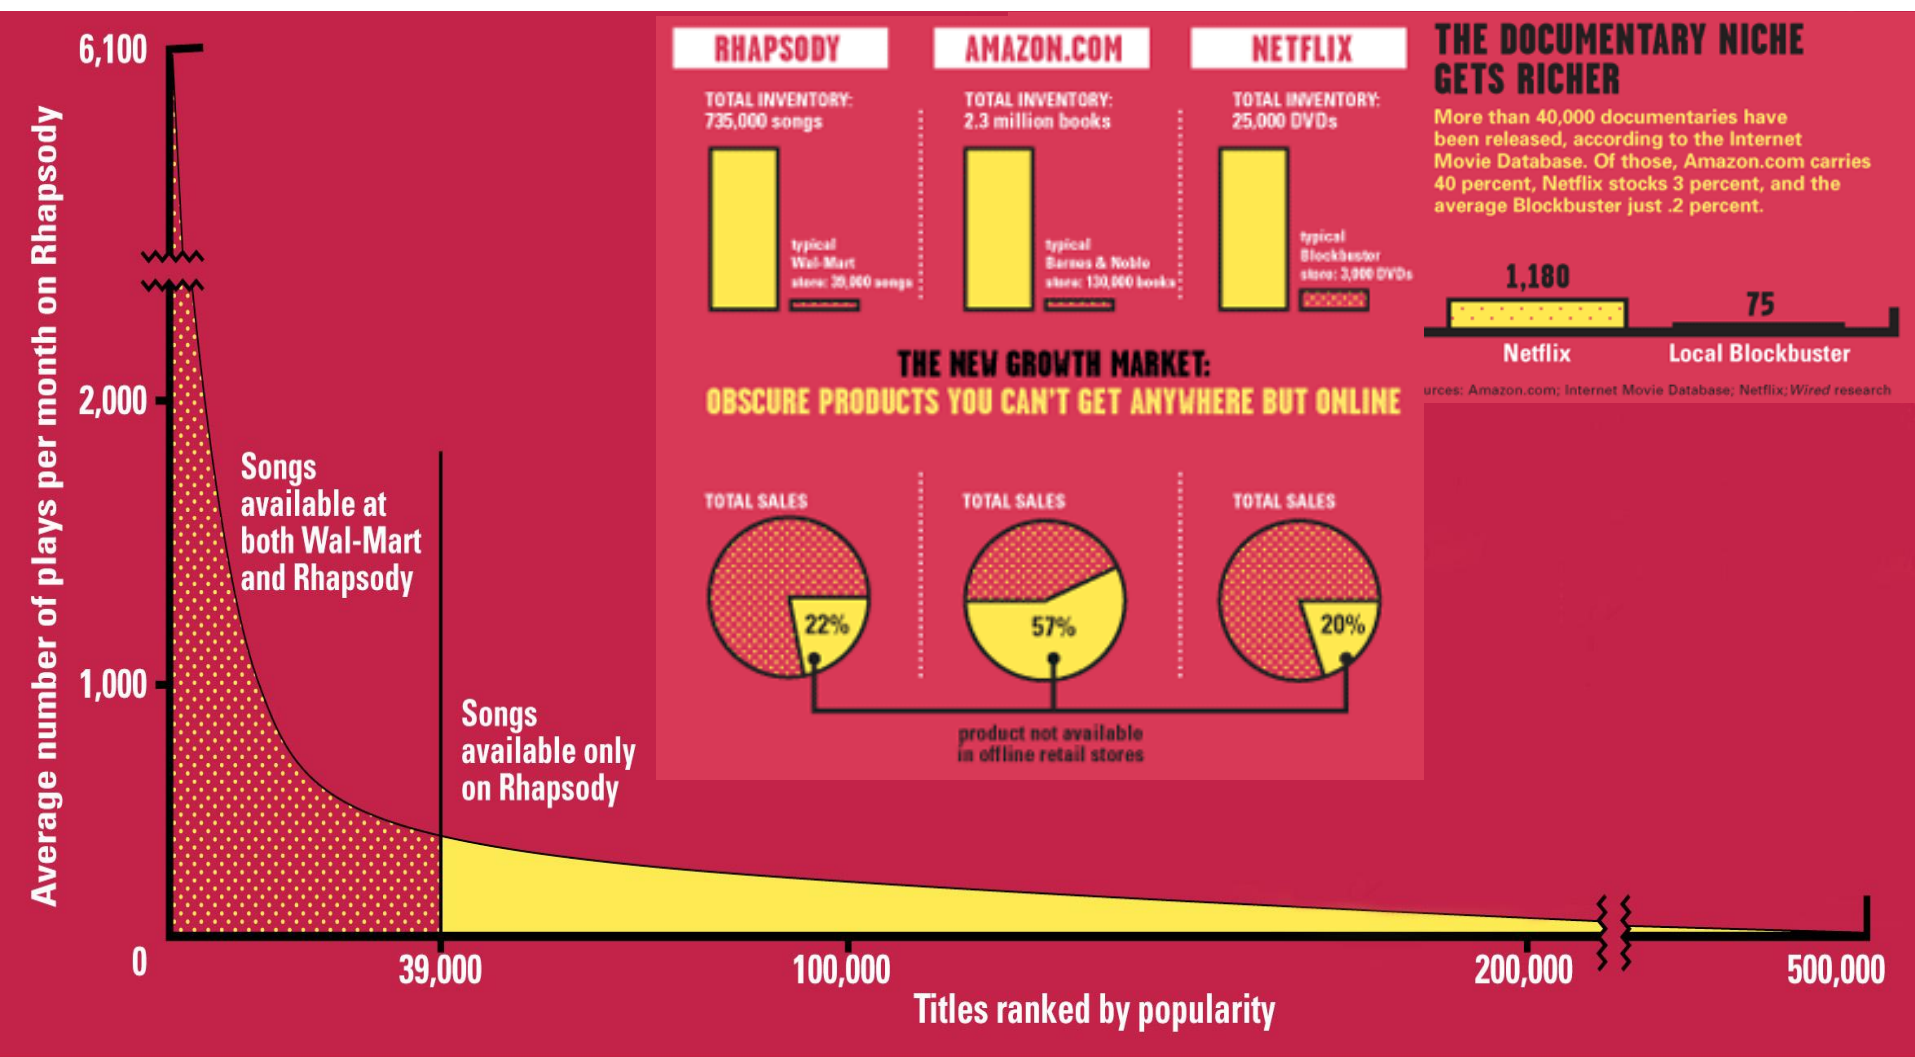 6,100
2,000
1,000
0
Average number of plays per month on Rhapsody
Songs
available at
both Wal-Mart
and Rhapsody
Songs
available only
on Rhapsody
39,000
100,000
200,000
500,000
Titles ranked by popularity
RHAPSODY
TOTAL INVENTORY:
735,000 songs
typical
Wal-Mart
store: 39,000 songs
AMAZON.COM
TOTAL INVENTORY:
2.3 million books
typical
Barnes & Noble
store: 130,000 books
NETFLIX
TOTAL INVENTORY:
25,000 DVDs
typical
Blockbuster
store: 3,000 DVDs
THE NEW GROWTH MARKET:
OBSCURE PRODUCTS YOU CAN'T GET ANYWHERE BUT ONLINE
TOTAL SALES
22%
TOTAL SALES
57%
TOTAL SALES
20%
product not available
in offline retail stores
THE DOCUMENTARY NICHE
GETS RICHER
More than 40,000 documentaries have
been released, according to the Internet
Movie Database. Of those, Amazon.com carries
40 percent, Netflix stocks 3 percent, and the
average Blockbuster just .2 percent.
1,180
Netflix
75
Local Blockbuster
urces: Amazon.com; Internet Movie Database; Netflix; Wired research